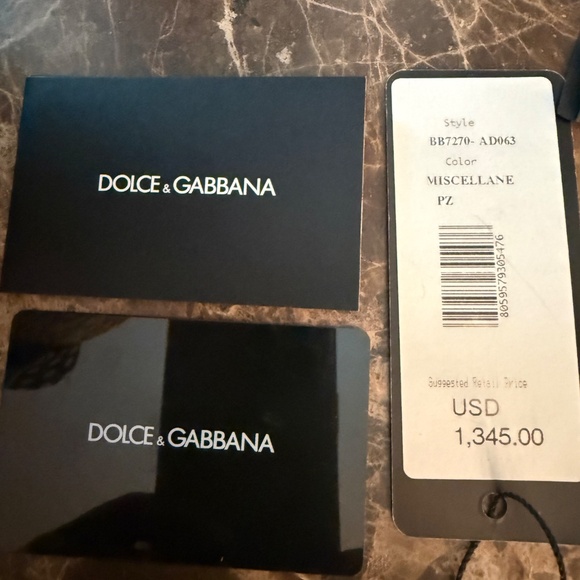 DOLCE & GABBANA
DOLCE & GABBANA
Style
BB7270- AD063
Color
MISCELLANE
PZ
8059579305476
Suggested Retail Price
USD
1,345.00